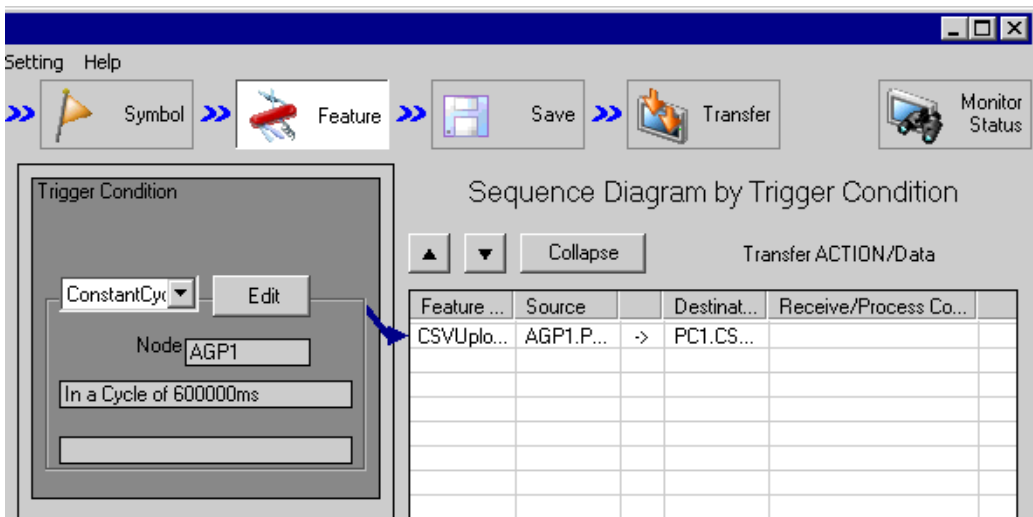 Setting Help
Symbol
Feature
Save
Transfer
Monitor
Status
Trigger Condition
Sequence Diagram by Trigger Condition
Collapse
Transfer ACTION/Data
ConstantCy
Edit
Node AGP1
In a Cycle of 600000ms
Feature ... Source Destinat... Receive/Process Co...
CSVUplo... AGP1.P... -> PC1.CS...